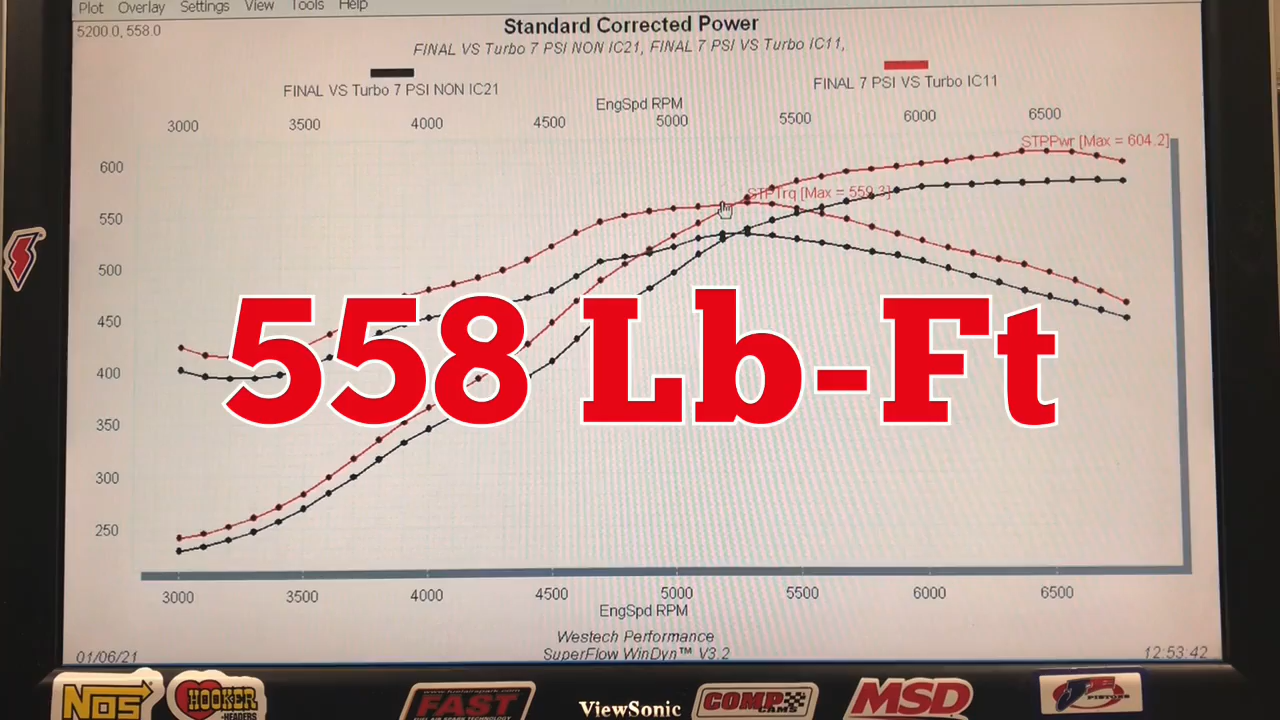 Plot Overlay Settings View Tools Help
5200.0, 558.0
Standard Corrected Power
FINAL VS Turbo 7 PSI NON IC21, FINAL 7 PSI VS Turbo IC11,
FINAL VS Turbo 7 PSI NON IC21
FINAL 7 PSI VS Turbo IC11
EngSpd RPM
3000 3500 4000 4500 5000 5500 6000 6500
STPPwr [Max = 604.2]
600
STPTrq [Max = 559.3]
550
500
450
400
350
300
250
558 Lb-Ft
3000 3500 4000 4500 5000 5500 6000 6500
EngSpd RPM
Westech Performance
SuperFlow WinDyn™ V3.2
01/06/21
12:53:42
NOS
HOOKER
HEADERS
FAST
COMP
CAMS
MSD
JE
PISTONS
ViewSonic